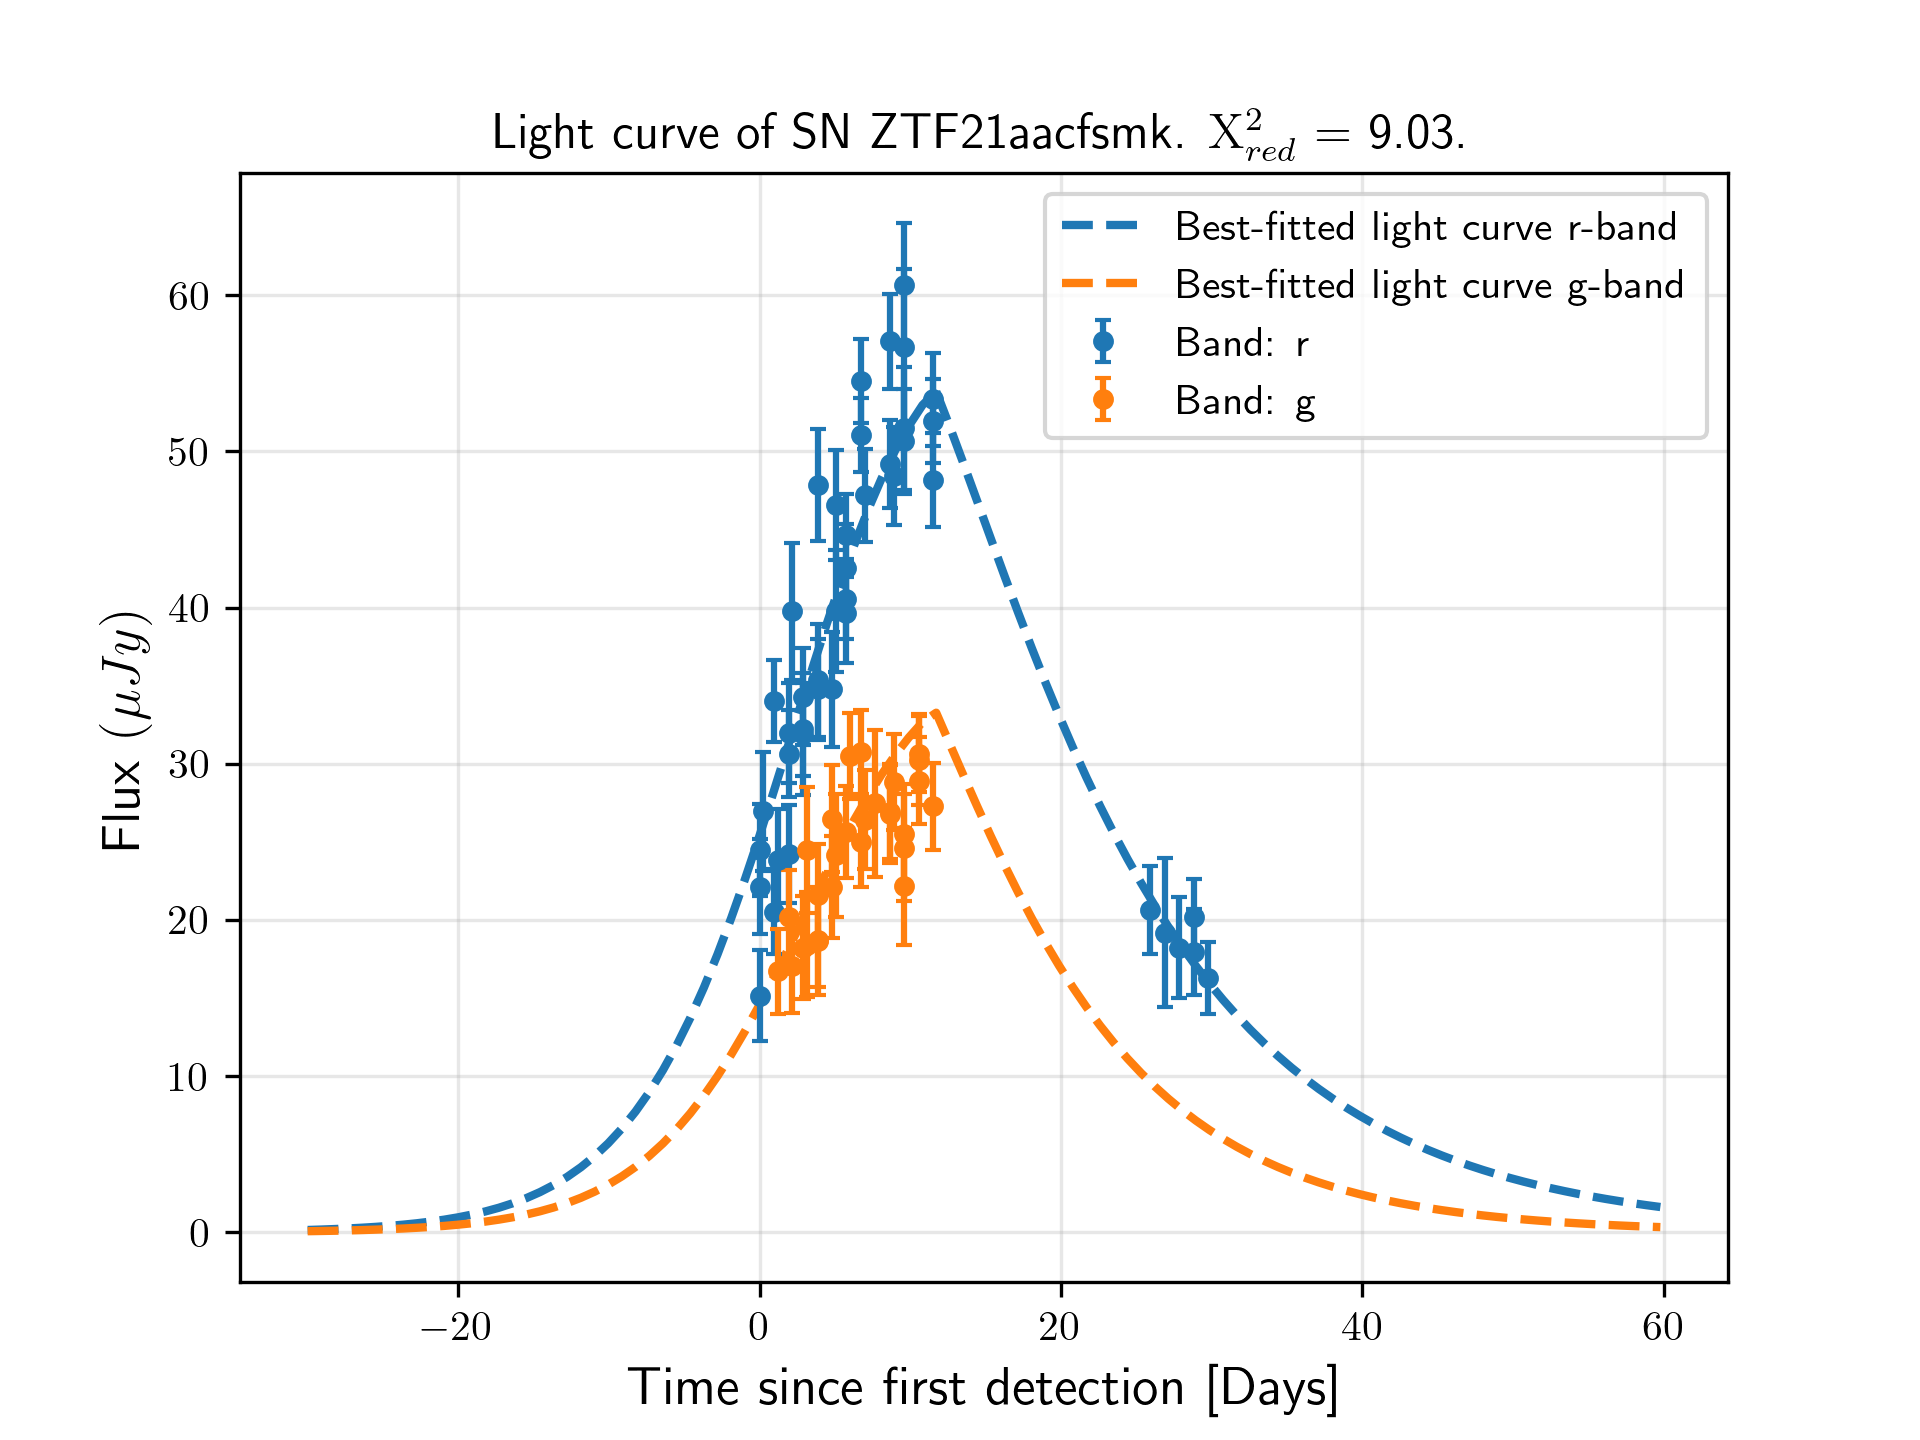 Light curve of SN ZTF21aacfsmk. X²_red = 9.03.
Best-fitted light curve r-band
Best-fitted light curve g-band
Band: r
Band: g
Flux (μJy)
60
50
40
30
20
10
0
−20 0 20 40 60
Time since first detection [Days]